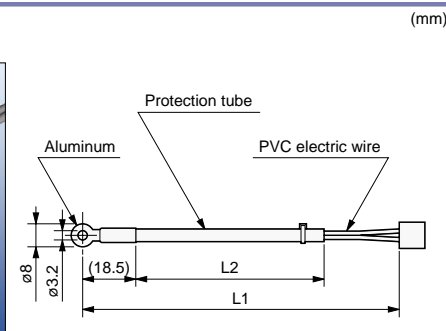 (mm)
Protection tube
Aluminum
PVC electric wire
ø8
ø3.2
(18.5)
L2
L1